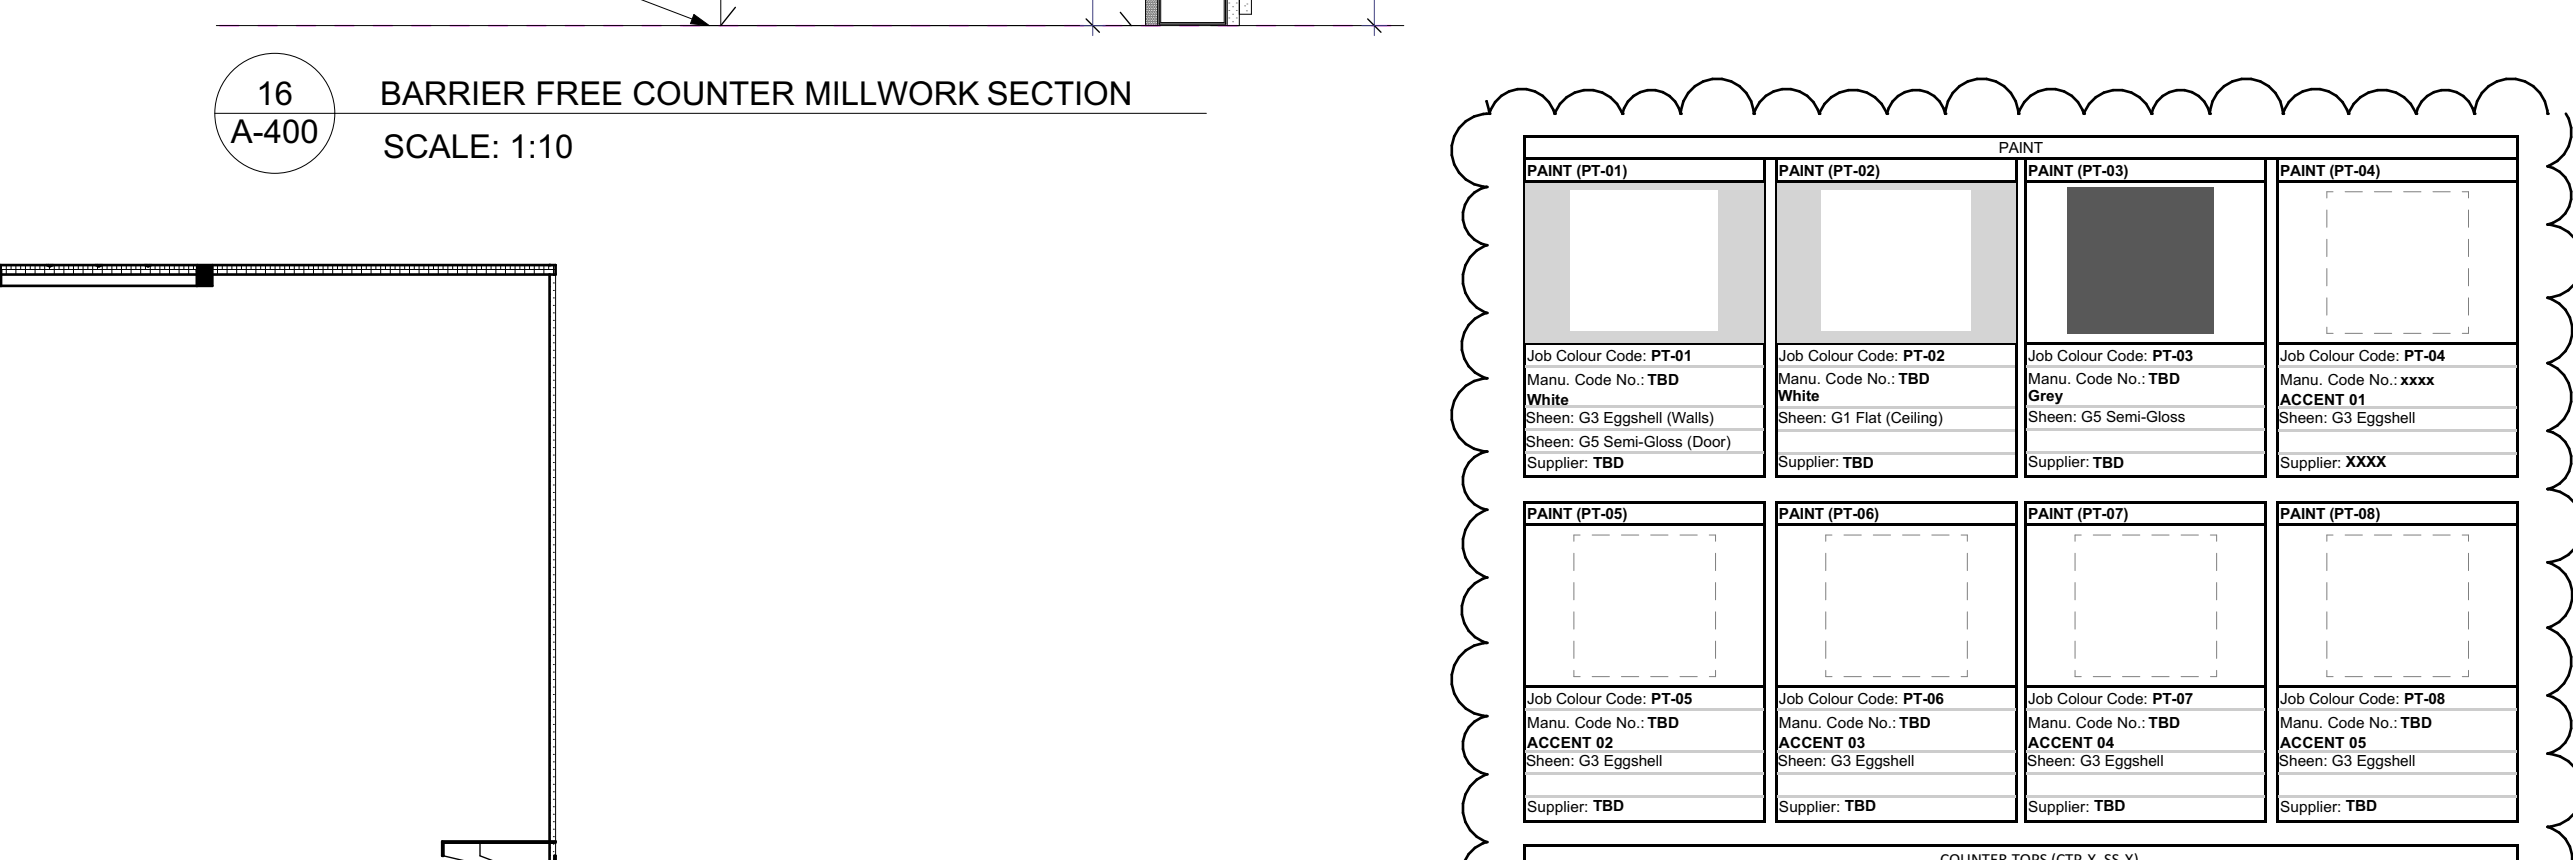 16
A-400
BARRIER FREE COUNTER MILLWORK SECTION
SCALE: 1:10
PAINT
PAINT (PT-01)
Job Colour Code: PT-01
Manu. Code No.: TBD
White
Sheen: G3 Eggshell (Walls)
Sheen: G5 Semi-Gloss (Door)
Supplier: TBD
PAINT (PT-02)
Job Colour Code: PT-02
Manu. Code No.: TBD
White
Sheen: G1 Flat (Ceiling)
Supplier: TBD
PAINT (PT-03)
Job Colour Code: PT-03
Manu. Code No.: TBD
Grey
Sheen: G5 Semi-Gloss
Supplier: TBD
PAINT (PT-04)
Job Colour Code: PT-04
Manu. Code No.: xxxx
ACCENT 01
Sheen: G3 Eggshell
Supplier: XXXX
PAINT (PT-05)
Job Colour Code: PT-05
Manu. Code No.: TBD
ACCENT 02
Sheen: G3 Eggshell
Supplier: TBD
PAINT (PT-06)
Job Colour Code: PT-06
Manu. Code No.: TBD
ACCENT 03
Sheen: G3 Eggshell
Supplier: TBD
PAINT (PT-07)
Job Colour Code: PT-07
Manu. Code No.: TBD
ACCENT 04
Sheen: G3 Eggshell
Supplier: TBD
PAINT (PT-08)
Job Colour Code: PT-08
Manu. Code No.: TBD
ACCENT 05
Sheen: G3 Eggshell
Supplier: TBD
COUNTER TOPS (CTP-X, SS-X)